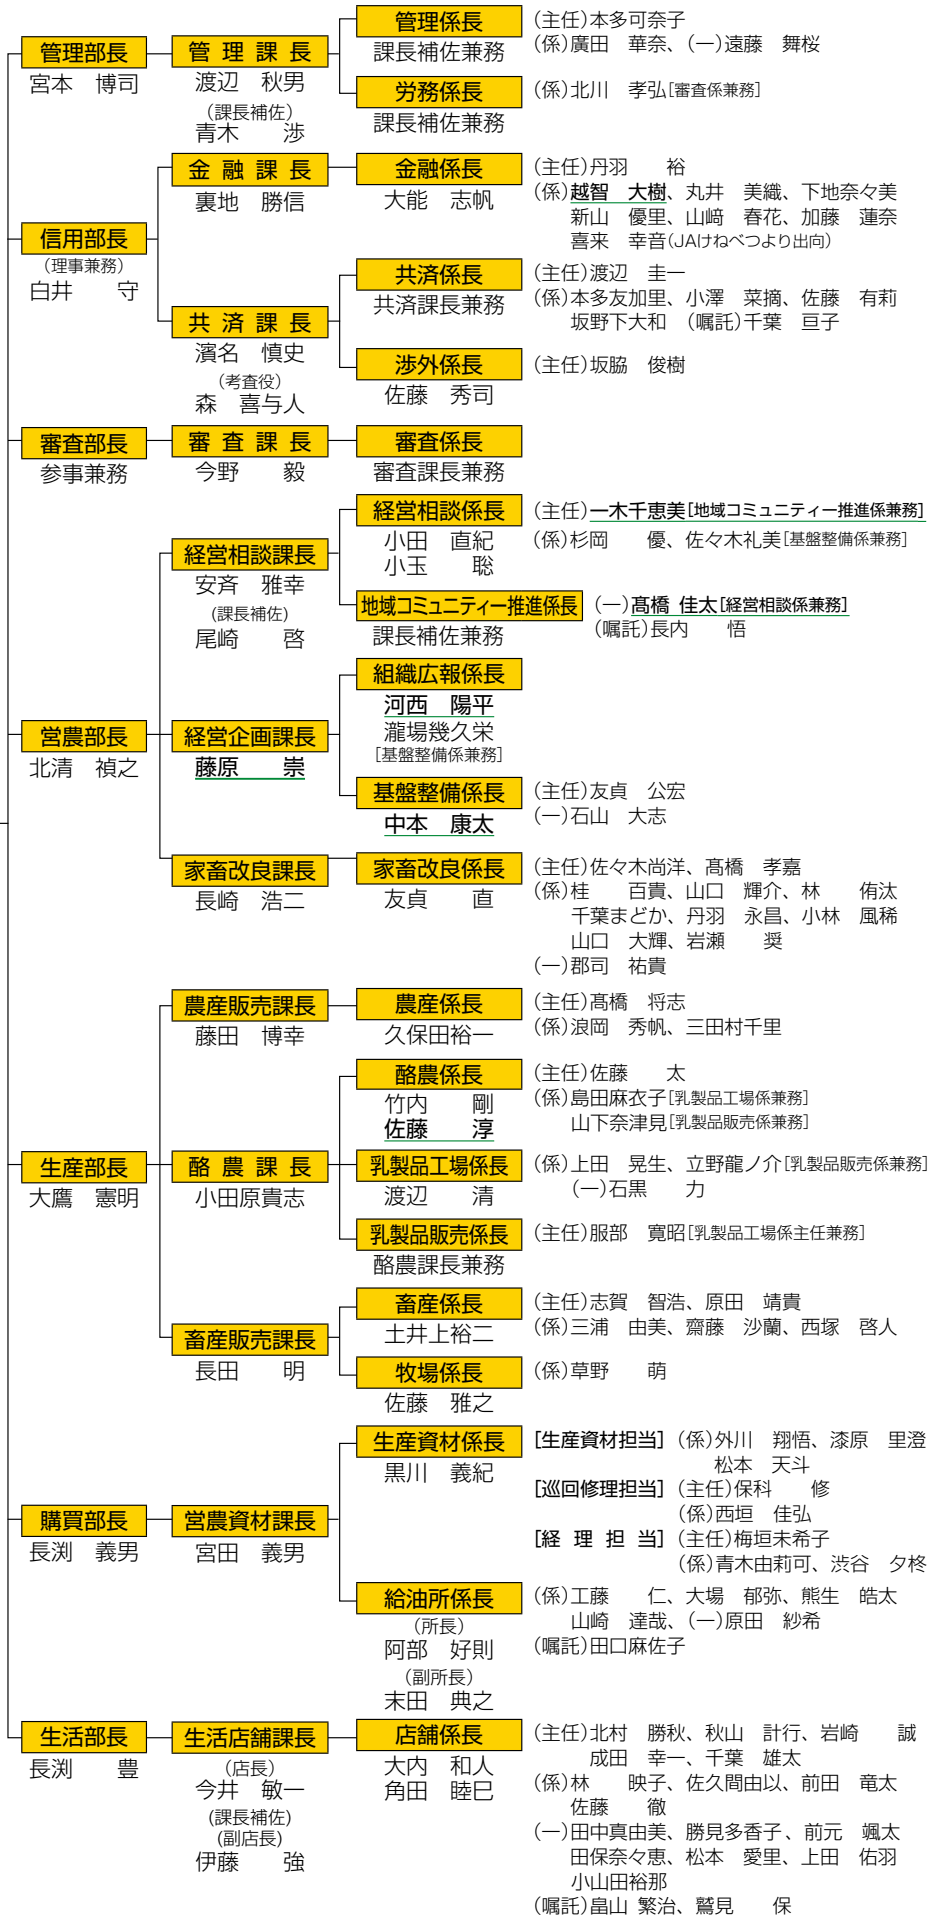 管理部長
宮本　博司
管 理 課 長
渡辺　秋男
(課長補佐)
青木　　渉
管理係長
課長補佐兼務
(主任)本多可奈子
(係)廣田　華奈、(一)遠藤　舞桜
労務係長
課長補佐兼務
(係)北川　孝弘[審査係兼務]
信用部長
(理事兼務)
白井　　守
金 融 課 長
裏地　勝信
金融係長
大能　志帆
(主任)丹羽　　裕
(係)越智　大樹、丸井　美織、下地奈々美
新山　優里、山﨑　春花、加藤　蓮奈
喜来　幸音(JAけねべつより出向)
共 済 課 長
濱名　慎史
(考査役)
森　喜与人
共済係長
共済課長兼務
(主任)渡辺　圭一
(係)本多友加里、小澤　菜摘、佐藤　有莉
坂野下大和　(嘱託)千葉　亘子
渉外係長
佐藤　秀司
(主任)坂脇　俊樹
審査部長
参事兼務
審 査 課 長
今野　　毅
審査係長
審査課長兼務
営農部長
北清　禎之
経営相談課長
安斉　雅幸
(課長補佐)
尾崎　　啓
経営相談係長
小田　直紀
小玉　　聡
(主任)一木千恵美[地域コミュニティー推進係兼務]
(係)杉岡　優、佐々木礼美[基盤整備係兼務]
地域コミュニティー推進係長
課長補佐兼務
(一)髙橋 佳太[経営相談係兼務]
(嘱託)長内　　悟
経営企画課長
藤原　　崇
組織広報係長
河西　陽平
瀧場幾久栄
[基盤整備係兼務]
基盤整備係長
中本　康太
(主任)友貞　公宏
(一)石山　大志
家畜改良課長
長崎　浩二
家畜改良係長
友貞　　直
(主任)佐々木尚洋、髙橋　孝嘉
(係)桂　　百貴、山口　輝介、林　　侑汰
千葉まどか、丹羽　永昌、小林　風稀
山口　大輝、岩瀬　　奨
(一)郡司　祐貴
生産部長
大鷹　憲明
農産販売課長
藤田　博幸
農産係長
久保田裕一
(主任)髙橋　将志
(係)浪岡　秀帆、三田村千里
酪 農 課 長
小田原貴志
酪農係長
竹内　　剛
佐藤　　淳
(主任)佐藤　　太
(係)島田麻衣子[乳製品工場係兼務]
山下奈津見[乳製品販売係兼務]
乳製品工場係長
渡辺　　清
(係)上田　晃生、立野龍ノ介[乳製品販売係兼務]
(一)石黒　　力
乳製品販売係長
酪農課長兼務
(主任)服部　寛昭[乳製品工場係主任兼務]
畜産販売課長
長田　　明
畜産係長
土井上裕二
(主任)志賀　智浩、原田　靖貴
(係)三浦　由美、齋藤　沙蘭、西塚　啓人
牧場係長
佐藤　雅之
(係)草野　　萌
購買部長
長渕　義男
営農資材課長
宮田　義男
生産資材係長
黒川　義紀
[生産資材担当]　(係)外川　翔悟、漆原　里澄
松本　天斗
[巡回修理担当]　(主任)保科　　修
(係)西垣　佳弘
[経 理 担 当]　(主任)梅垣未希子
(係)青木由莉可、渋谷　夕柊
給油所係長
(所長)
阿部　好則
(副所長)
末田　典之
(係)工藤　　仁、大場　郁弥、熊生　皓太
山崎　達哉、(一)原田　紗希
(嘱託)田口麻佐子
生活部長
長渕　　豊
生活店舗課長
(店長)
今井　敏一
(課長補佐)
(副店長)
伊藤　　強
店舗係長
大内　和人
角田　睦巳
(主任)北村　勝秋、秋山　計行、岩崎　　誠
成田　幸一、千葉　雄太
(係)林　　映子、佐久間由以、前田　竜太
佐藤　　徹
(一)田中真由美、勝見多香子、前元　颯太
田保奈々恵、松本　愛里、上田　佑羽
小山田裕那
(嘱託)畠山 繁治、鷲見　　保